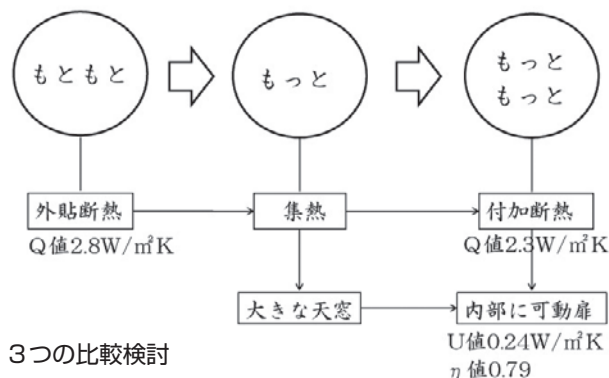 もともと
もっと
もっと
もっと
外貼断熱
集熱
付加断熱
Q値2.8W/㎡K
Q値2.3W/㎡K
大きな天窓
内部に可動扉
U値0.24W/㎡K
η値0.79
3つの比較検討